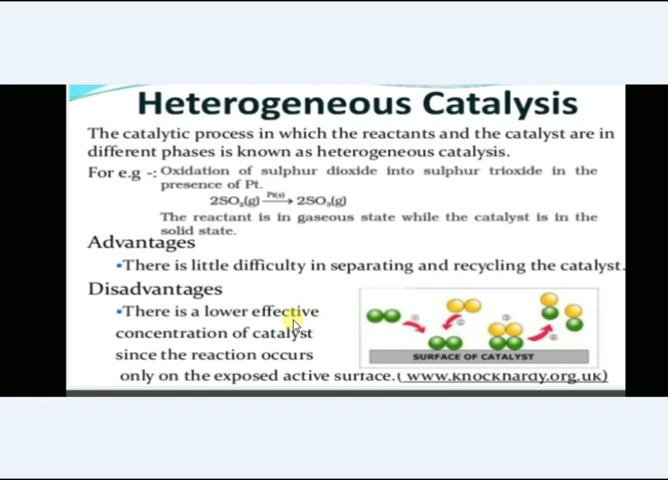 Heterogeneous Catalysis
The catalytic process in which the reactants and the catalyst are in
different phases is known as heterogeneous catalysis.
For e.g -: Oxidation of sulphur dioxide into sulphur trioxide in the
presence of Pt.
2SO₂(g) Pt(s)⟶ 2SO₃(g)
The reactant is in gaseous state while the catalyst is in the
solid state.
Advantages
•There is little difficulty in separating and recycling the catalyst.
Disadvantages
•There is a lower effective
concentration of catalyst
since the reaction occurs
only on the exposed active surface.( www.knockhardy.org.uk)
SURFACE OF CATALYST